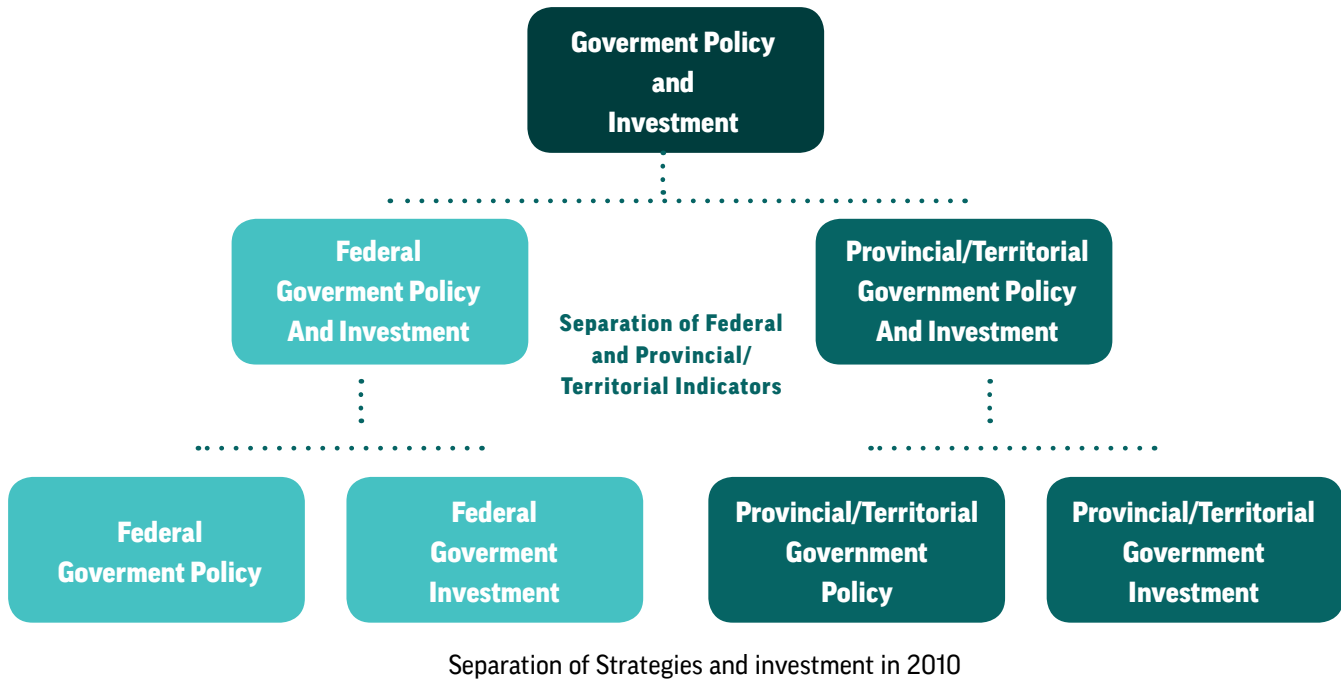 Goverment Policy
and
Investment
Federal
Goverment Policy
And Investment
Provincial/Territorial
Government Policy
And Investment
Separation of Federal
and Provincial/
Territorial Indicators
Federal
Goverment Policy
Federal
Goverment
Investment
Provincial/Territorial
Government
Policy
Provincial/Territorial
Government
Investment
Separation of Strategies and investment in 2010